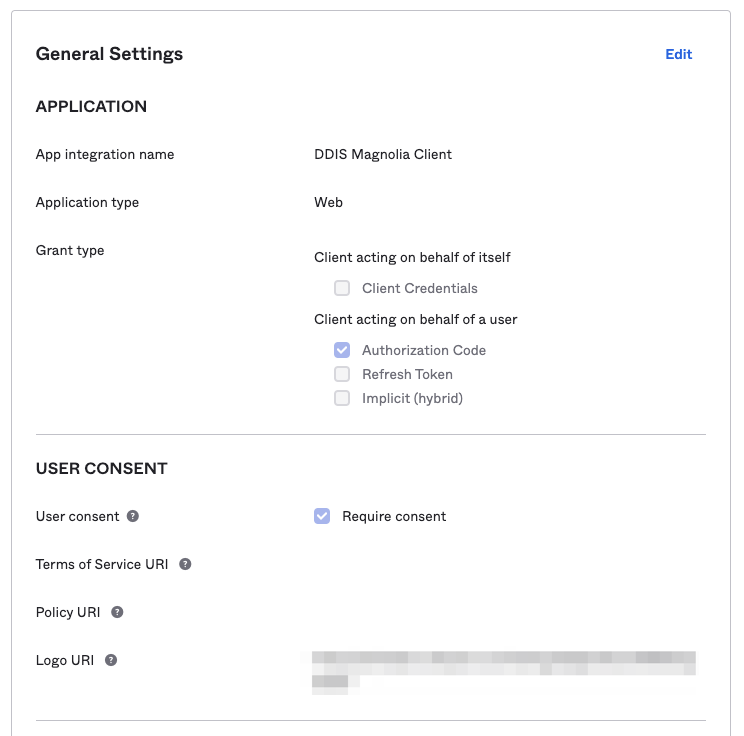 General Settings
Edit
APPLICATION
App integration name
DDIS Magnolia Client
Application type
Web
Grant type
Client acting on behalf of itself
Client Credentials
Client acting on behalf of a user
Authorization Code
Refresh Token
Implicit (hybrid)
USER CONSENT
User consent ?
Require consent
Terms of Service URI ?
Policy URI ?
Logo URI ?